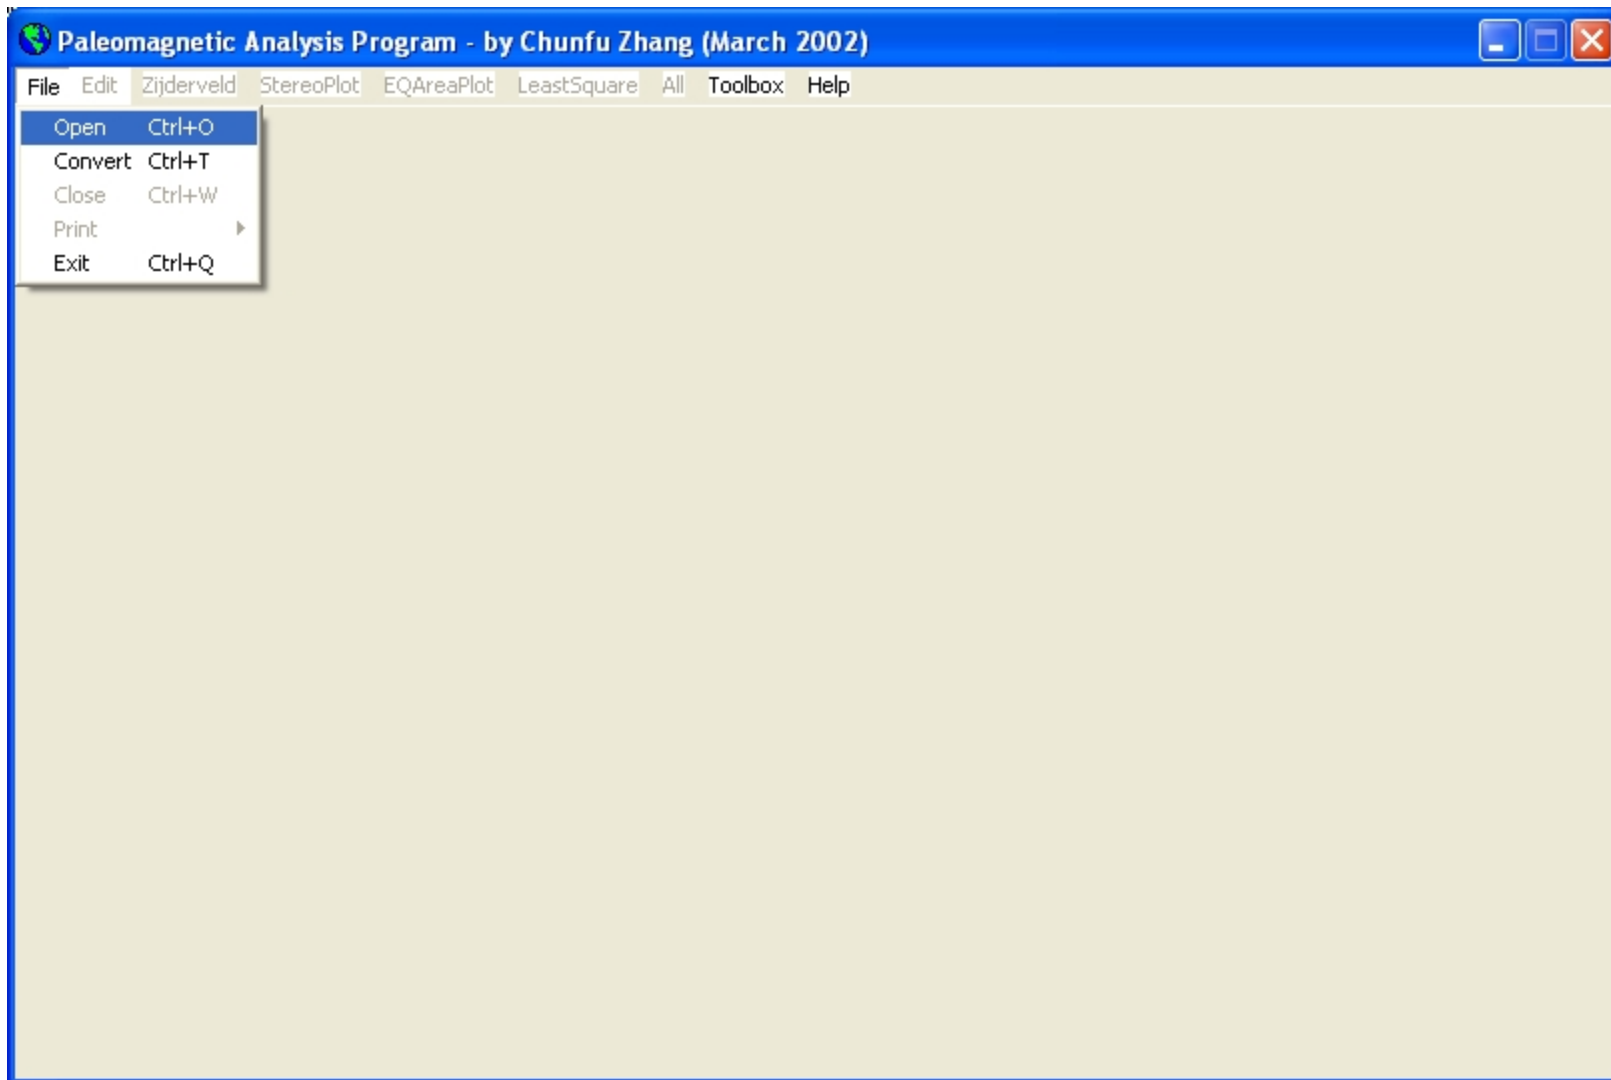 Paleomagnetic Analysis Program - by Chunfu Zhang (March 2002)
File Edit Zijderveld StereoPlot EQAreaPlot LeastSquare All Toolbox Help
Open Ctrl+O
Convert Ctrl+T
Close Ctrl+W
Print
Exit Ctrl+Q